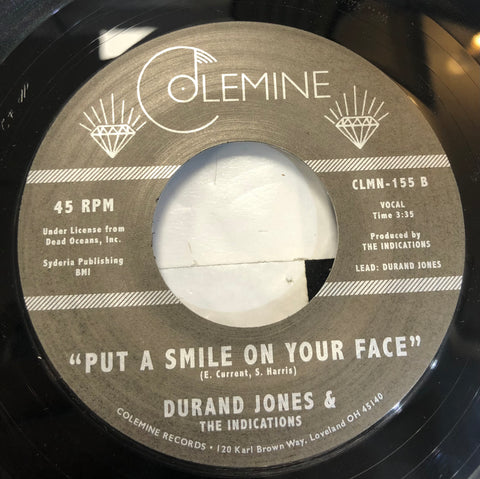 COLEMINE
45 RPM
Under License from
Dead Oceans, Inc.
Syderia Publishing
BMI
CLMN-155 B
VOCAL
Time 3:35
Produced by
THE INDICATIONS
LEAD: DURAND JONES
"PUT A SMILE ON YOUR FACE"
(E. Current, S. Harris)
DURAND JONES &
THE INDICATIONS
COLEMINE RECORDS • 120 Karl Brown Way, Loveland OH 45140